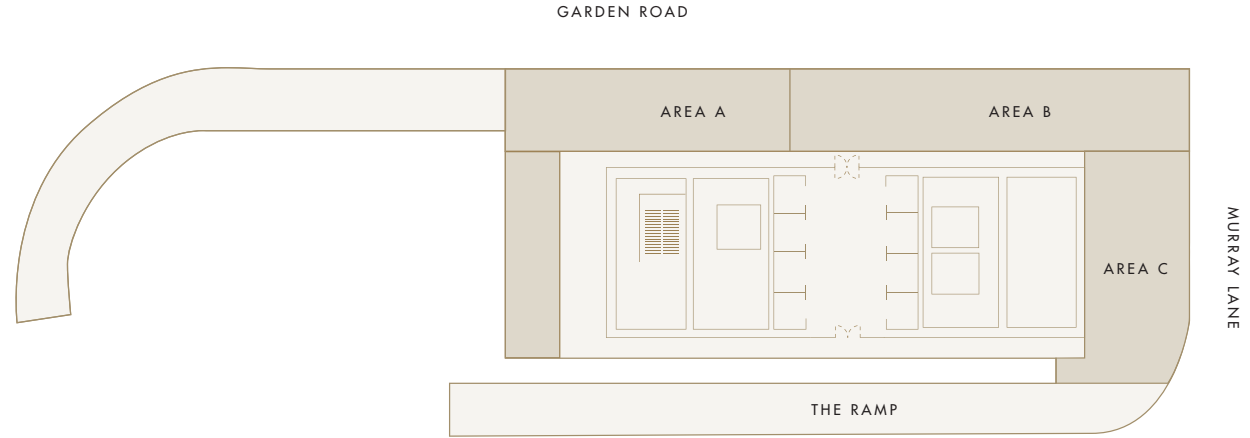 GARDEN ROAD
AREA A
AREA B
MURRAY LANE
AREA C
THE RAMP